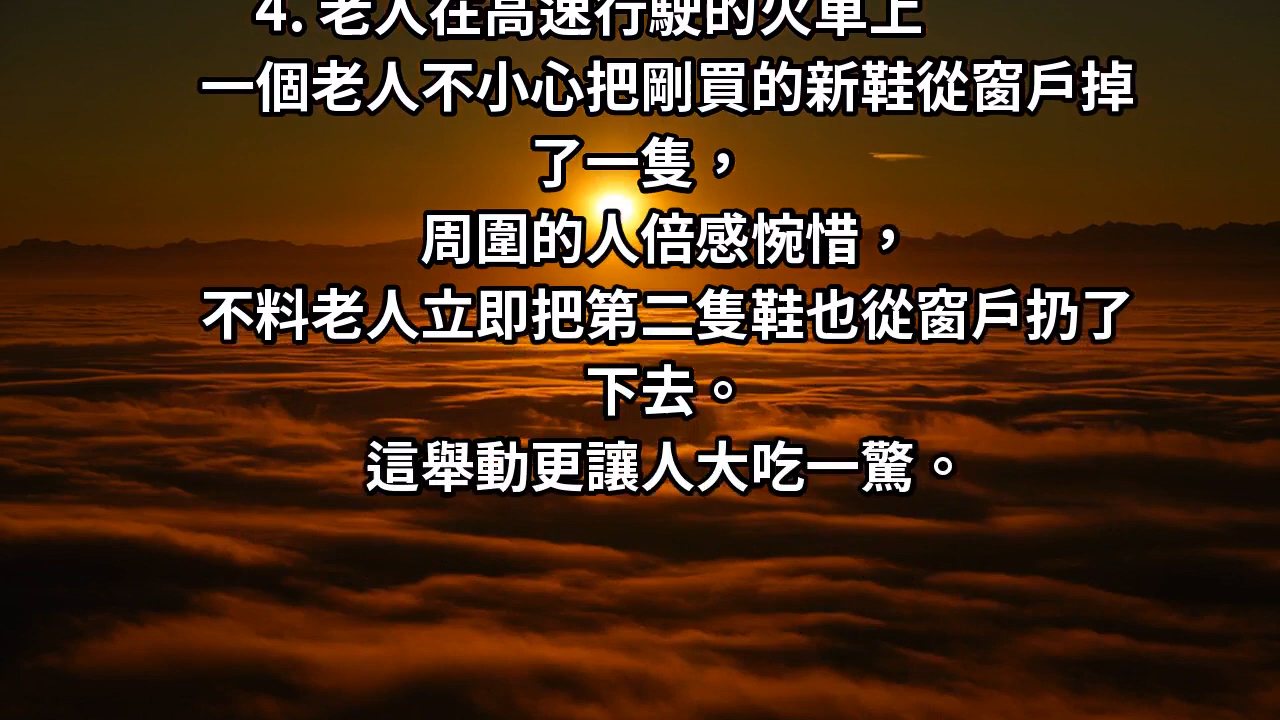 4. 老人在高速行駛的火車上
一個老人不小心把剛買的新鞋從窗戶掉
了一隻，
周圍的人倍感惋惜，
不料老人立即把第二隻鞋也從窗戶扔了
下去。
這舉動更讓人大吃一驚。